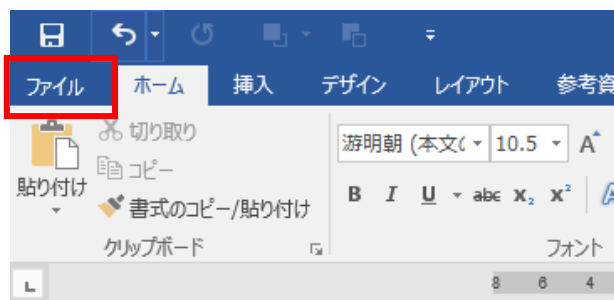 ファイル ホーム 挿入 デザイン レイアウト 参考資
切り取り
コピー
書式のコピー/貼り付け
貼り付け
クリップボード
游明朝 (本文( 10.5 A
B I U abc X₂ X²
フォント
L
8 6 4